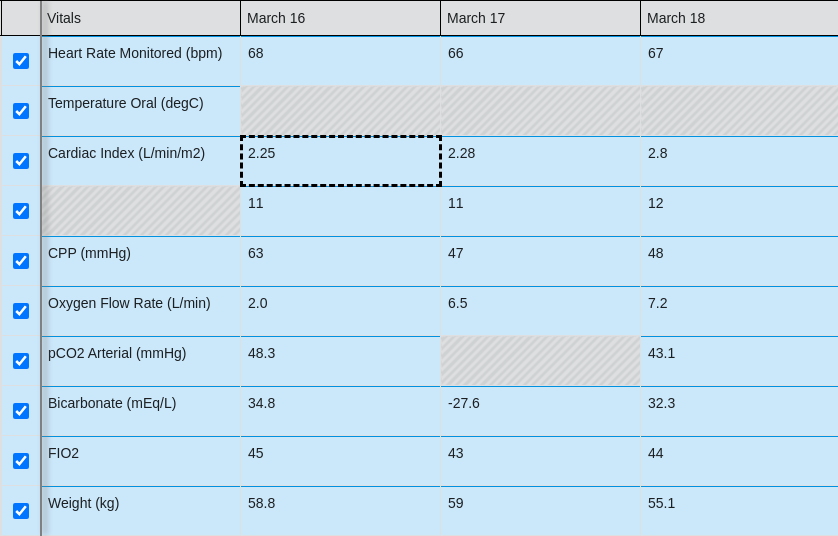 Vitals March 16 March 17 March 18
Heart Rate Monitored (bpm) 68 66 67
Temperature Oral (degC)
Cardiac Index (L/min/m2) 2.25 2.28 2.8
11 11 12
CPP (mmHg) 63 47 48
Oxygen Flow Rate (L/min) 2.0 6.5 7.2
pCO2 Arterial (mmHg) 48.3 43.1
Bicarbonate (mEq/L) 34.8 -27.6 32.3
FIO2 45 43 44
Weight (kg) 58.8 59 55.1